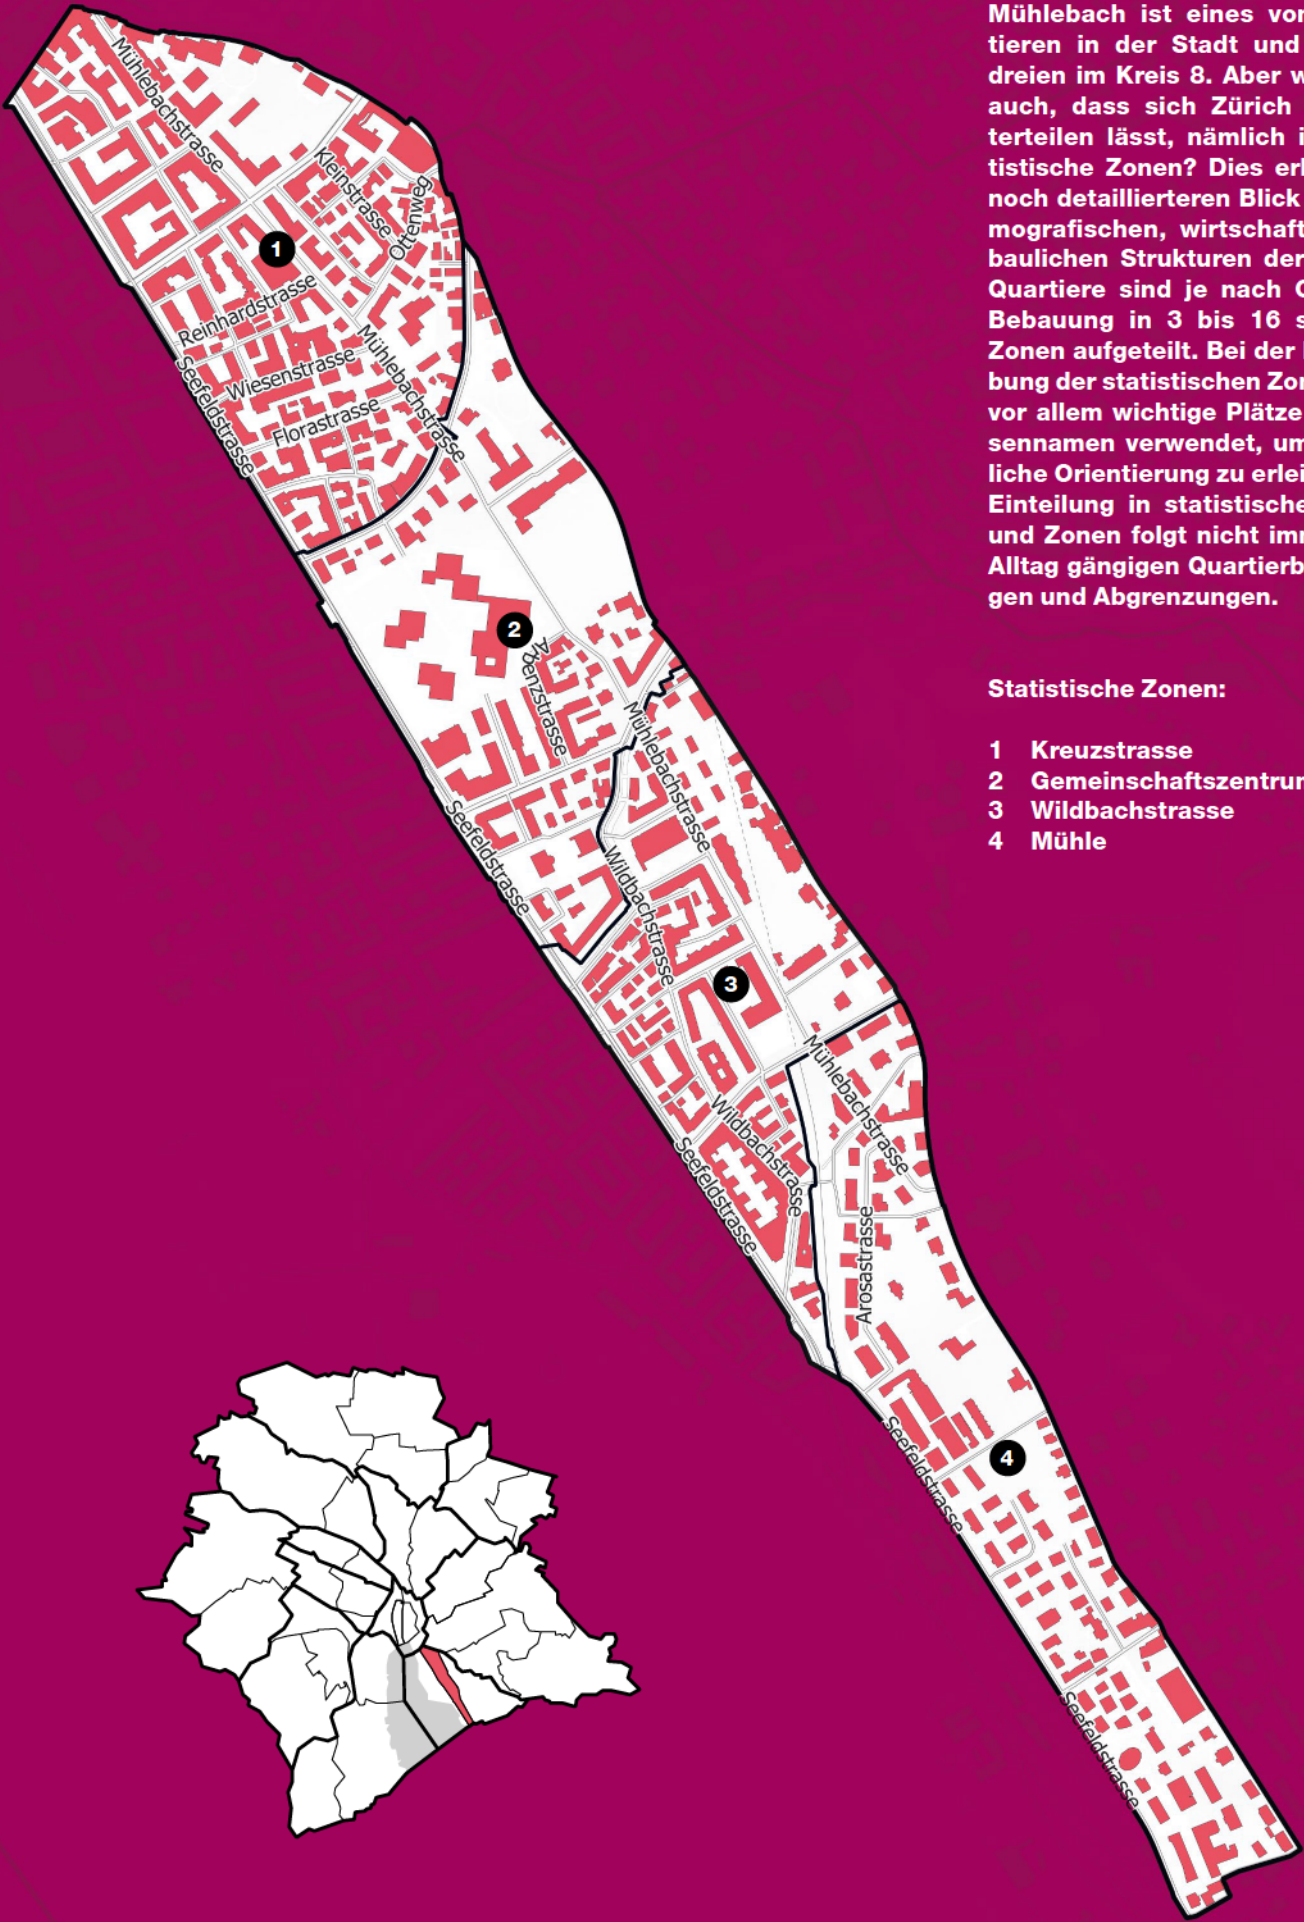 Mühlebach ist eines von
tieren in der Stadt und
dreien im Kreis 8. Aber w
auch, dass sich Zürich
terteilen lässt, nämlich i
tistische Zonen? Dies erl
noch detaillierteren Blick
mografischen, wirtschaft
baulichen Strukturen der
Quartiere sind je nach
Bebauung in 3 bis 16 s
Zonen aufgeteilt. Bei der
bung der statistischen Zon
vor allem wichtige Plätze
sennamen verwendet, um
liche Orientierung zu erlei
Einteilung in statistische
und Zonen folgt nicht imm
Alltag gängigen Quartierb
gen und Abgrenzungen.
Statistische Zonen:
1 Kreuzstrasse
2 Gemeinschaftszentrum
3 Wildbachstrasse
4 Mühle
Mühlebachstrasse
Kleinstrasse
Ottenweg
1
Reinhardstrasse
Wiesenstrasse
Mühlebachstrasse
Seefeldstrasse
Florastrasse
2
benzstrasse
Mühlebachstrasse
Seefeldstrasse
Wildbachstrasse
3
Mühlebachstrasse
Wildbachstrasse
Seefeldstrasse
Arosastrasse
Seefeldstrasse
4
Seefeldstrasse